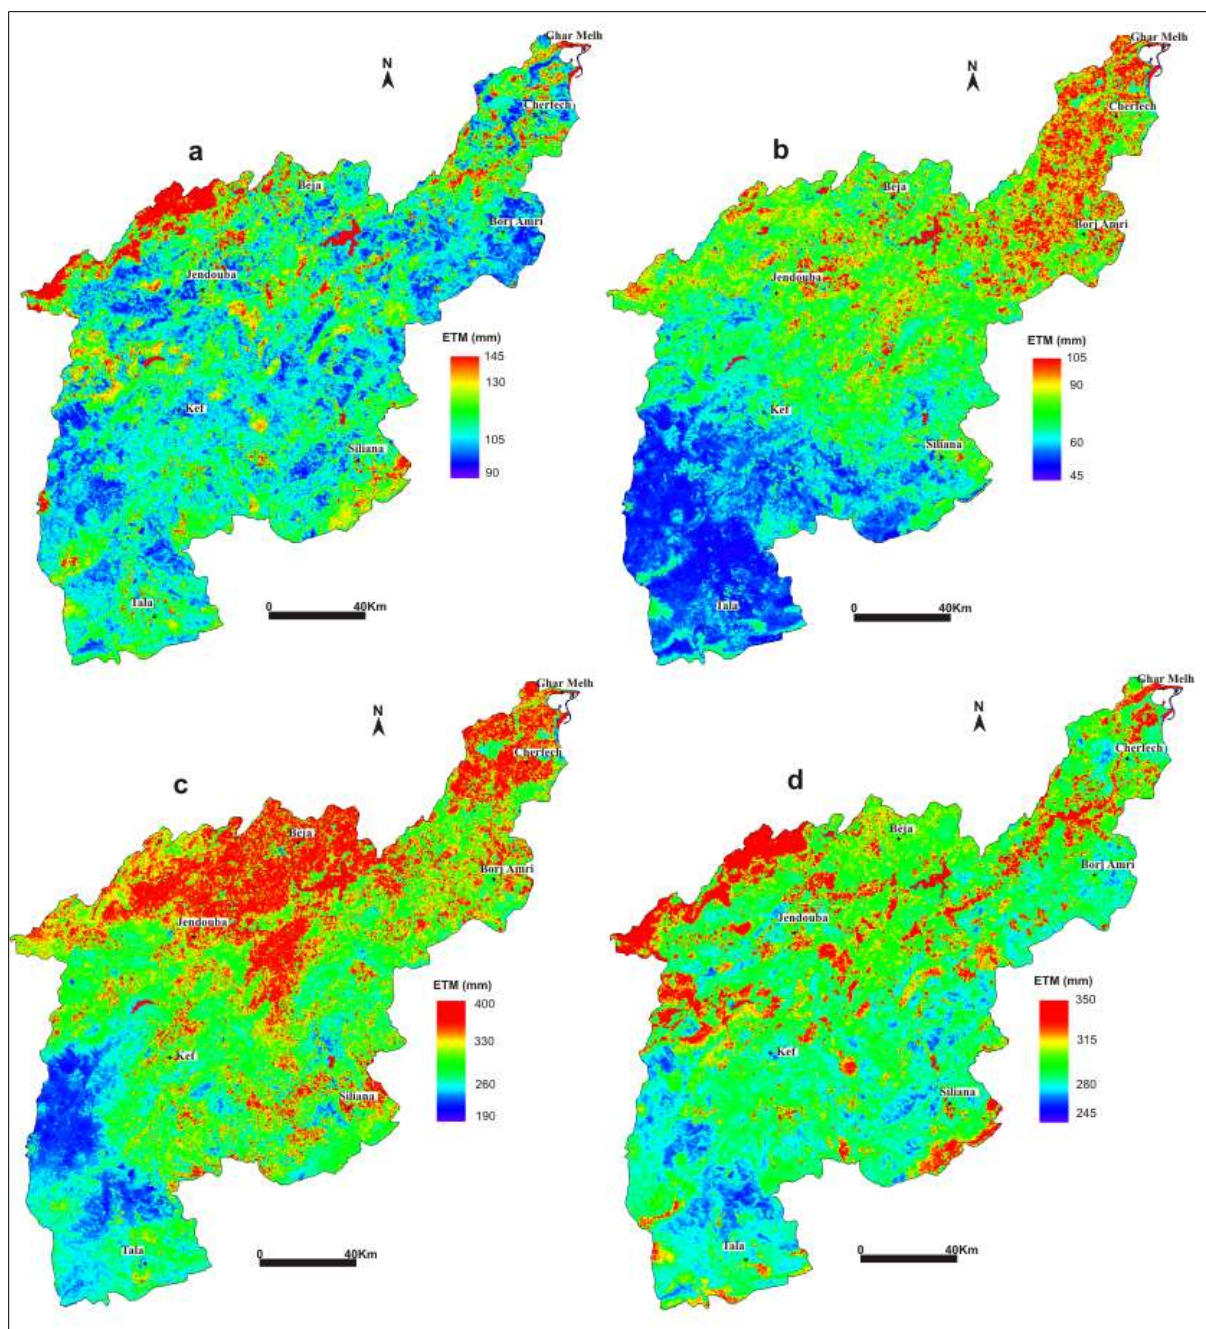 Ghar Melh
N
Cherfech
a
Beja
Borj Amri
Jendouba
ETM (mm)
145
130
105
90
Kef
Siliana
Tala
0 40Km
Ghar Melh
N
Cherfech
b
Beja
Borj Amri
Jendouba
ETM (mm)
105
90
60
45
Kef
Siliana
Tala
0 40Km
Ghar Melh
N
Cherfech
c
Beja
Borj Amri
Jendouba
ETM (mm)
400
330
260
190
Kef
Siliana
Tala
0 40Km
Ghar Melh
N
Cherfech
d
Beja
Borj Amri
Jendouba
ETM (mm)
350
315
280
245
Kef
Siliana
Tala
0 40Km